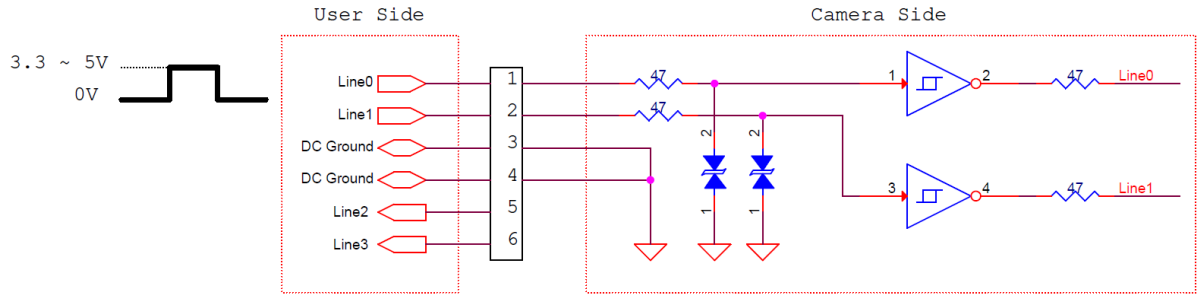 User Side
Camera Side
3.3 ~ 5V
0V
Line0
1
47
1
2
47
Line0
Line1
2
47
DC Ground
3
2
2
DC Ground
4
3
4
47
Line1
Line2
5
1
1
Line3
6